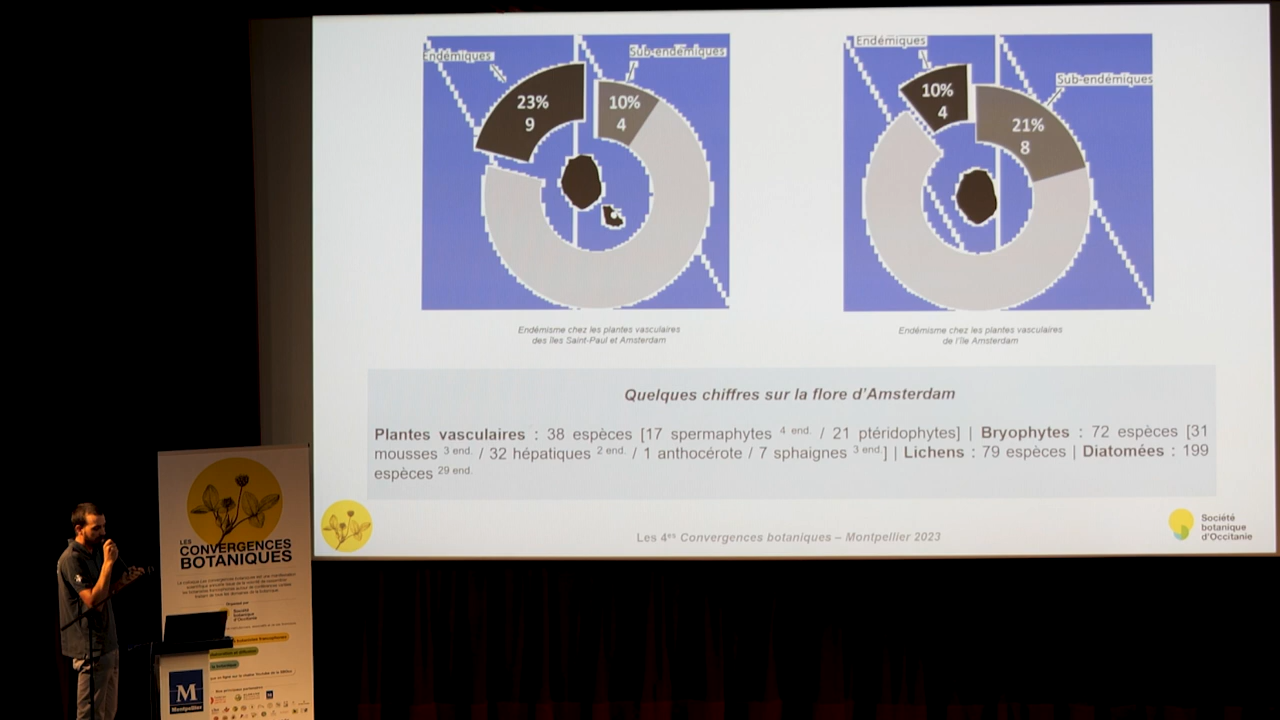 Endémiques
Sub-endémiques
23%
9
10%
4
Endémisme chez les plantes vasculaires
des îles Saint-Paul et Amsterdam
Endémiques
Sub-endémiques
10%
4
21%
8
Endémisme chez les plantes vasculaires
de l'île Amsterdam
Quelques chiffres sur la flore d'Amsterdam
Plantes vasculaires : 38 espèces [17 spermaphytes 4 end. / 21 ptéridophytes] | Bryophytes : 72 espèces [31
mousses 3 end. / 32 hépatiques 2 end. / 1 anthocérote / 7 sphaignes 3 end.] | Lichens : 79 espèces | Diatomées : 199
espèces 29 end.
Les 4es Convergences botaniques – Montpellier 2023
Société
botanique
d'Occitanie
LES
CONVERGENCES
BOTANIQUES
Société
botanique
d'Occitanie
M
Montpellier